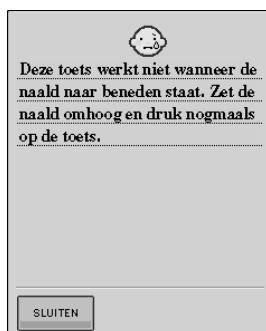 Deze toets werkt niet wanneer de
naald naar beneden staat. Zet de
naald omhoog en druk nogmaals
op de toets.
SLUITEN